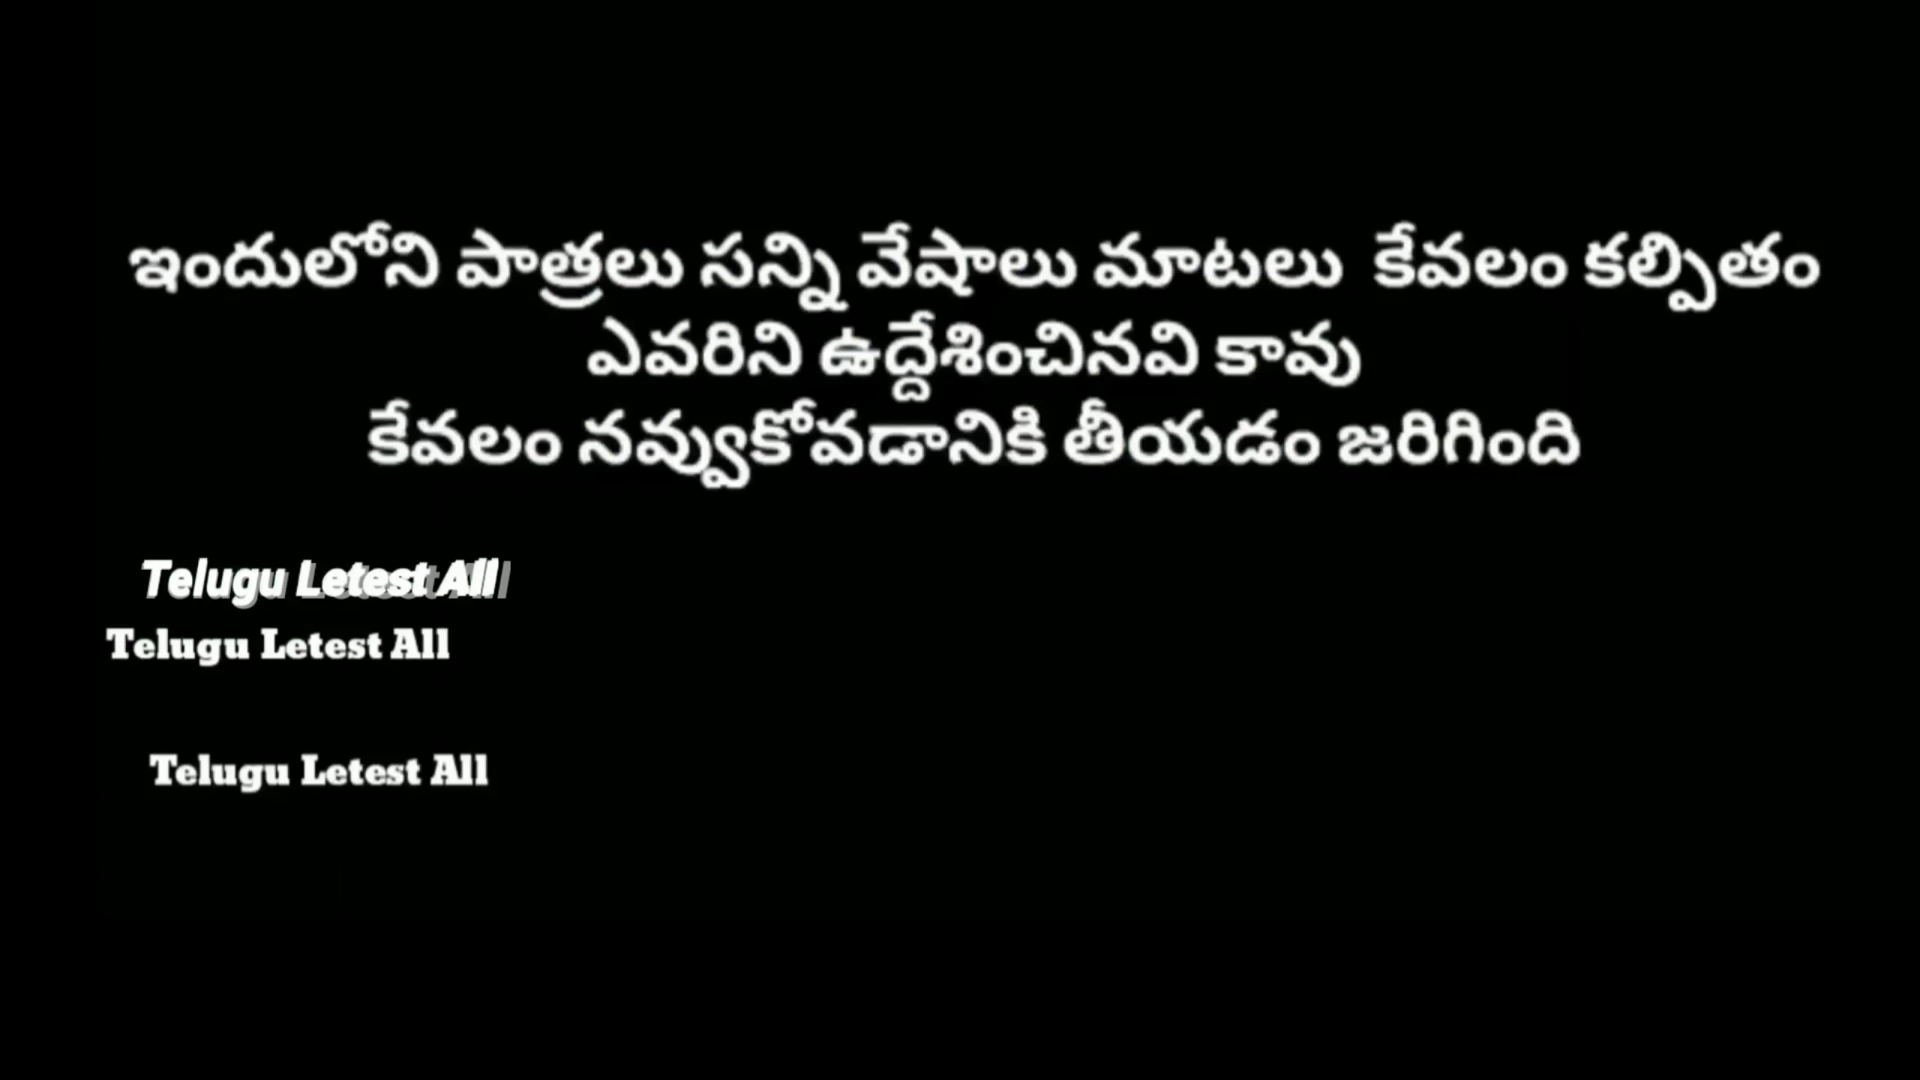 ఇందులోని పాత్రలు సన్ని వేషాలు మాటలు కేవలం కల్పితం
ఎవరిని ఉద్దేశించినవి కావు
కేవలం నవ్వుకోవడానికి తీయడం జరిగింది
Telugu Letest All
Telugu Letest All
Telugu Letest All